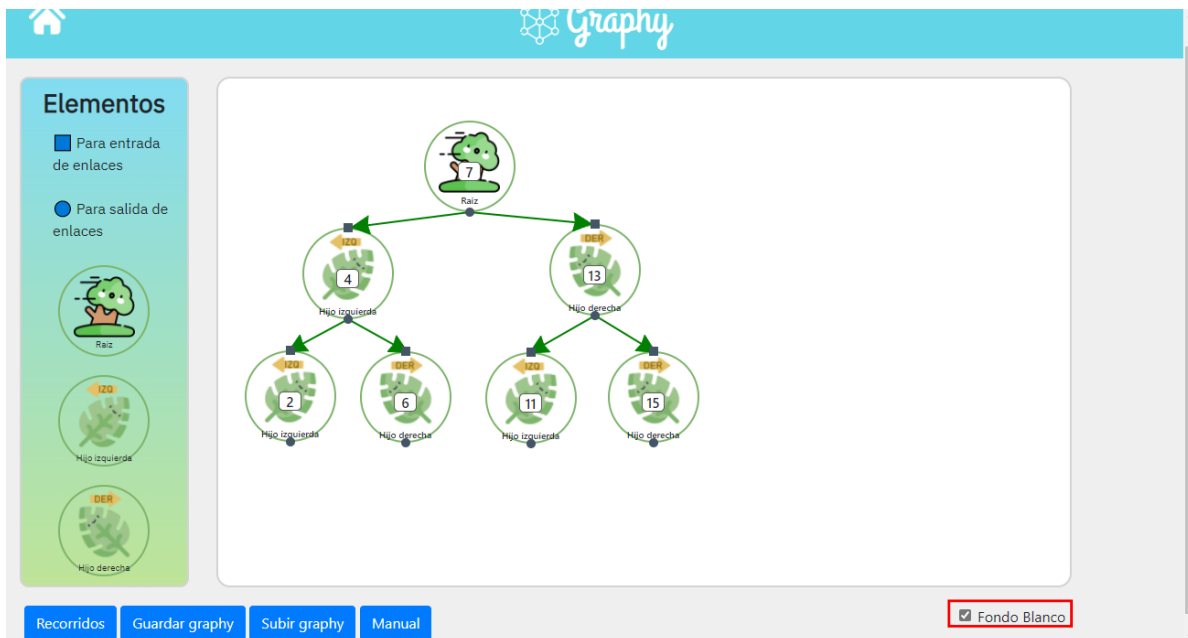 Graphy
Elementos
Para entrada
de enlaces
Para salida de
enlaces
Raiz
IZQ
Hijo izquierda
DER
Hijo derecha
7
Raiz
IZQ
4
Hijo izquierda
DER
13
Hijo derecha
IZQ
2
Hijo izquierda
DER
6
Hijo derecha
IZQ
11
Hijo izquierda
DER
15
Hijo derecha
Recorridos
Guardar graphy
Subir graphy
Manual
Fondo Blanco